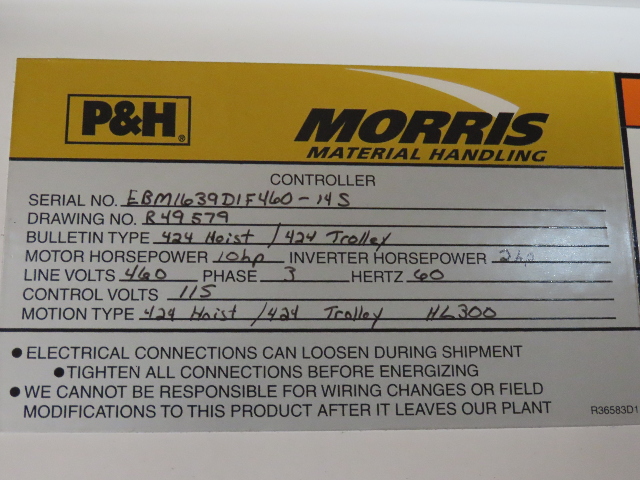 P&H®
MORRIS
MATERIAL HANDLING
CONTROLLER
SERIAL NO. EBM1639D1F460-14S
DRAWING NO. R49579
BULLETIN TYPE 424 Hoist / 424 Trolley
MOTOR HORSEPOWER 10hp INVERTER HORSEPOWER 2hp
LINE VOLTS 460 PHASE 3 HERTZ 60
CONTROL VOLTS 115
MOTION TYPE 424 Hoist / 424 Trolley HL300
• ELECTRICAL CONNECTIONS CAN LOOSEN DURING SHIPMENT
• TIGHTEN ALL CONNECTIONS BEFORE ENERGIZING
• WE CANNOT BE RESPONSIBLE FOR WIRING CHANGES OR FIELD
MODIFICATIONS TO THIS PRODUCT AFTER IT LEAVES OUR PLANT
R36583D1